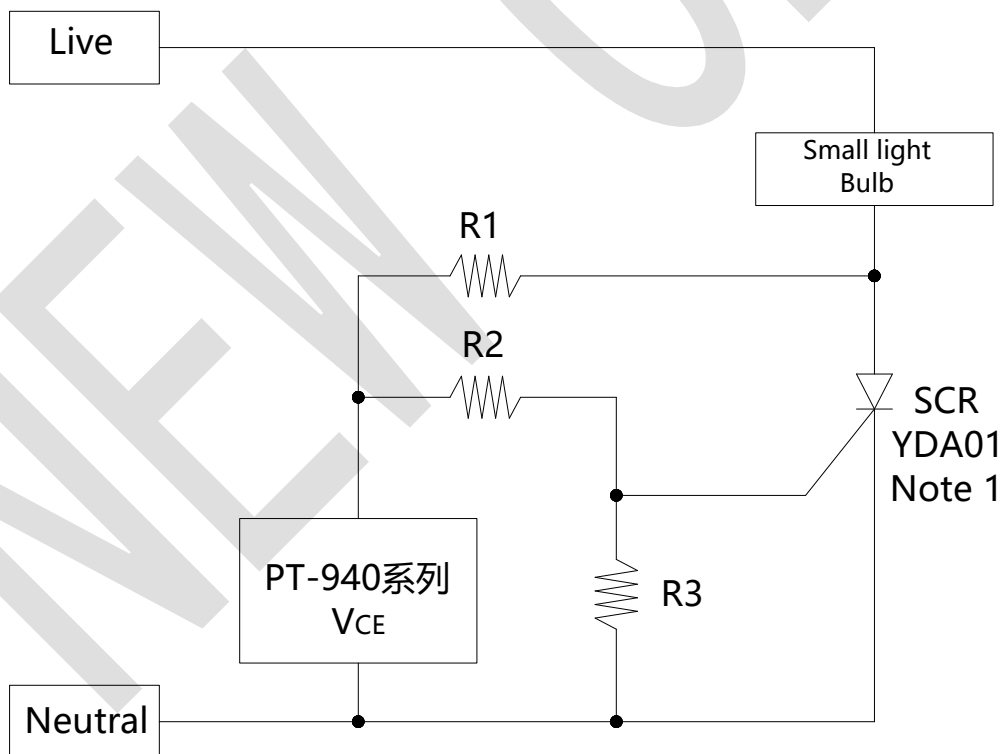 Live
Small light
Bulb
R1
R2
SCR
YDA01
Note 1
PT-940系列
VCE
R3
Neutral
NEW